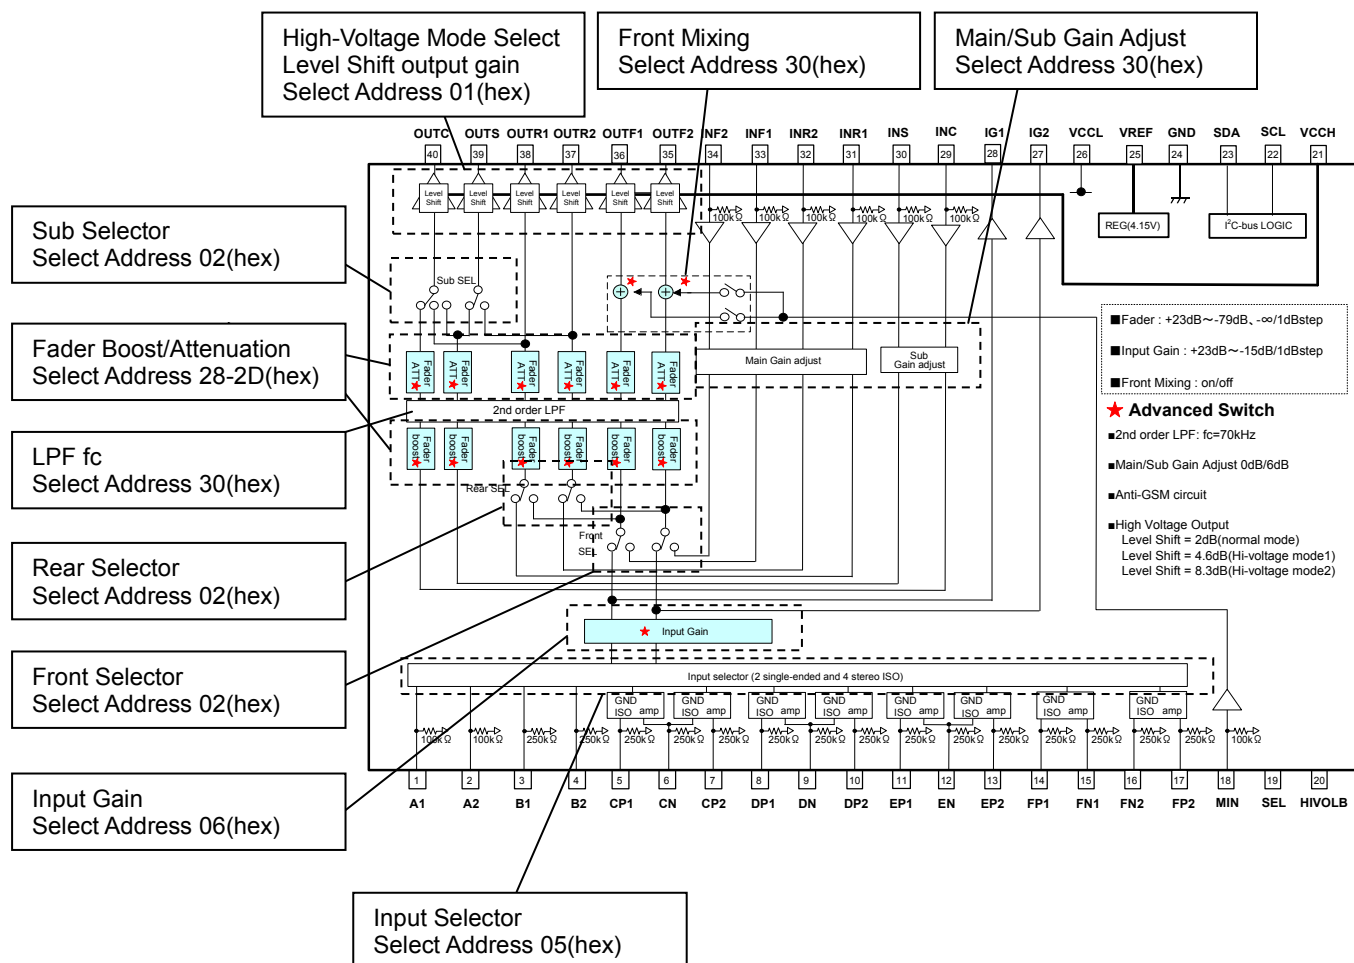 High-Voltage Mode Select
Level Shift output gain
Select Address 01(hex)
Front Mixing
Select Address 30(hex)
Main/Sub Gain Adjust
Select Address 30(hex)
OUTC OUTS OUTR1 OUTR2 OUTF1 OUTF2 INF2 INF1 INR2 INR1 INS INC IG1 IG2 VCCL VREF GND SDA SCL VCCH
40 39 38 37 36 35 34 33 32 31 30 29 28 27 26 25 24 23 22 21
Level Shift
Level Shift
Level Shift
Level Shift
Level Shift
Level Shift
100kΩ 100kΩ 100kΩ 100kΩ 100kΩ 100kΩ
REG(4.15V)
I²C-bus LOGIC
Sub Selector
Select Address 02(hex)
Sub SEL
Fader Boost/Attenuation
Select Address 28-2D(hex)
Fader ATT
Fader ATT
Fader ATT
Fader ATT
Fader ATT
Fader ATT
Main Gain adjust
Sub
Gain adjust
■Fader : +23dB～-79dB、-∞/1dBstep
■Input Gain : +23dB～-15dB/1dBstep
■Front Mixing : on/off
★ Advanced Switch
■2nd order LPF: fc=70kHz
■Main/Sub Gain Adjust 0dB/6dB
■Anti-GSM circuit
■High Voltage Output
Level Shift = 2dB(normal mode)
Level Shift = 4.6dB(Hi-voltage mode1)
Level Shift = 8.3dB(Hi-voltage mode2)
2nd order LPF
LPF fc
Select Address 30(hex)
Fader boost
Fader boost
Fader boost
Fader boost
Fader boost
Fader boost
Rear SEL
Front
SEL
Rear Selector
Select Address 02(hex)
Front Selector
Select Address 02(hex)
Input Gain
Input selector (2 single-ended and 4 stereo ISO)
GND ISO amp
GND ISO amp
GND ISO amp
GND ISO amp
GND ISO amp
GND ISO amp
GND ISO amp
GND ISO amp
100kΩ 100kΩ 250kΩ 250kΩ 250kΩ 250kΩ 250kΩ 250kΩ 250kΩ 250kΩ 250kΩ 250kΩ 250kΩ 250kΩ 250kΩ 250kΩ 250kΩ 100kΩ
1 2 3 4 5 6 7 8 9 10 11 12 13 14 15 16 17 18 19 20
A1 A2 B1 B2 CP1 CN CP2 DP1 DN DP2 EP1 EN EP2 FP1 FN1 FN2 FP2 MIN SEL HIVOLB
Input Gain
Select Address 06(hex)
Input Selector
Select Address 05(hex)